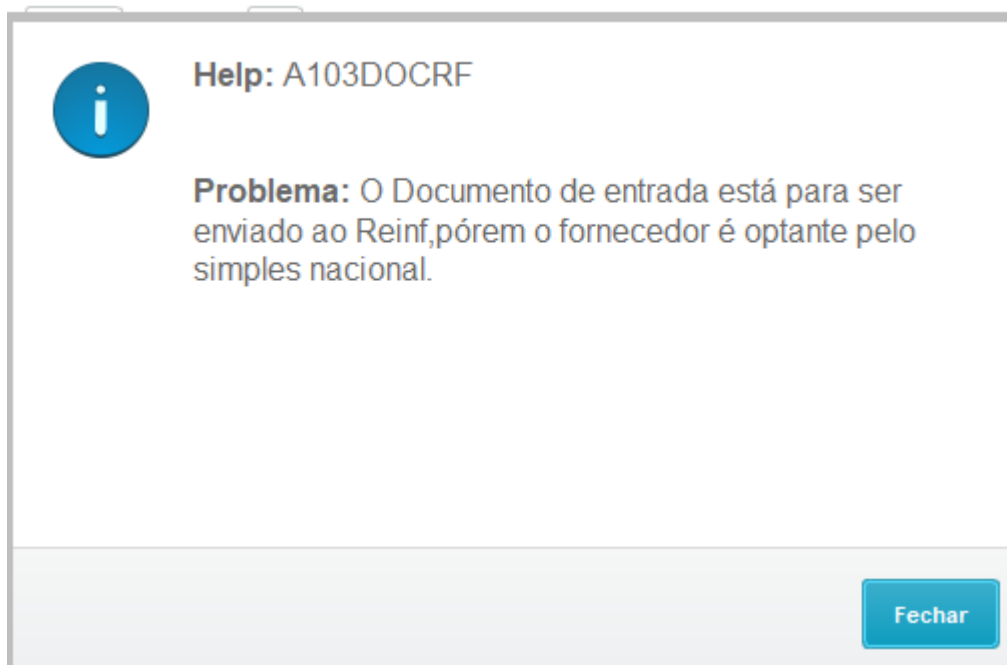 Help: A103DOCRF
Problema: O Documento de entrada está para ser
enviado ao Reinf,pórem o fornecedor é optante pelo
simples nacional.
Fechar